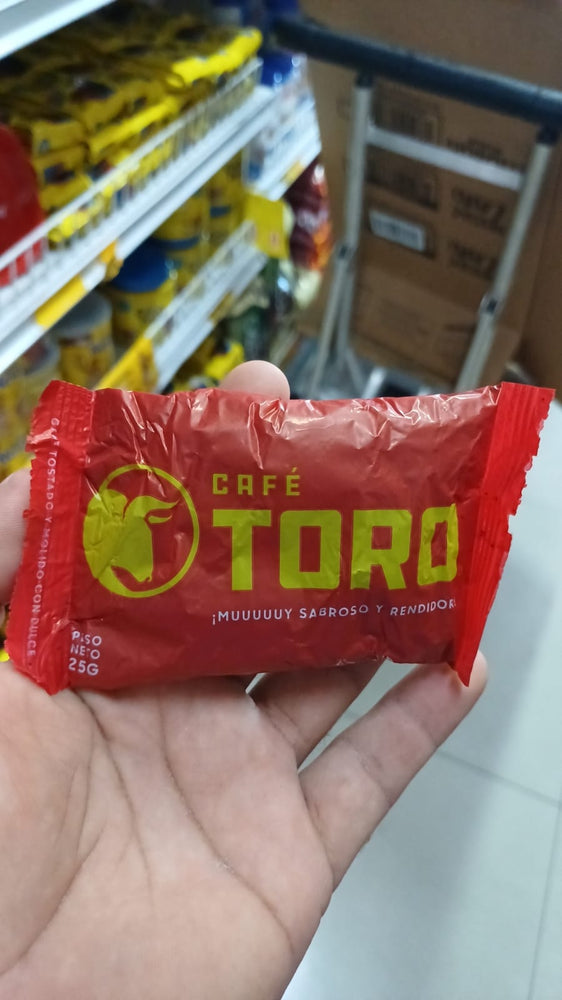 CAFÉ
TORO
¡MUUUUUY SABROSO Y RENDIDOR!
PESO
NETO
25G
TOSTADO Y MOLIDO CON DULCE